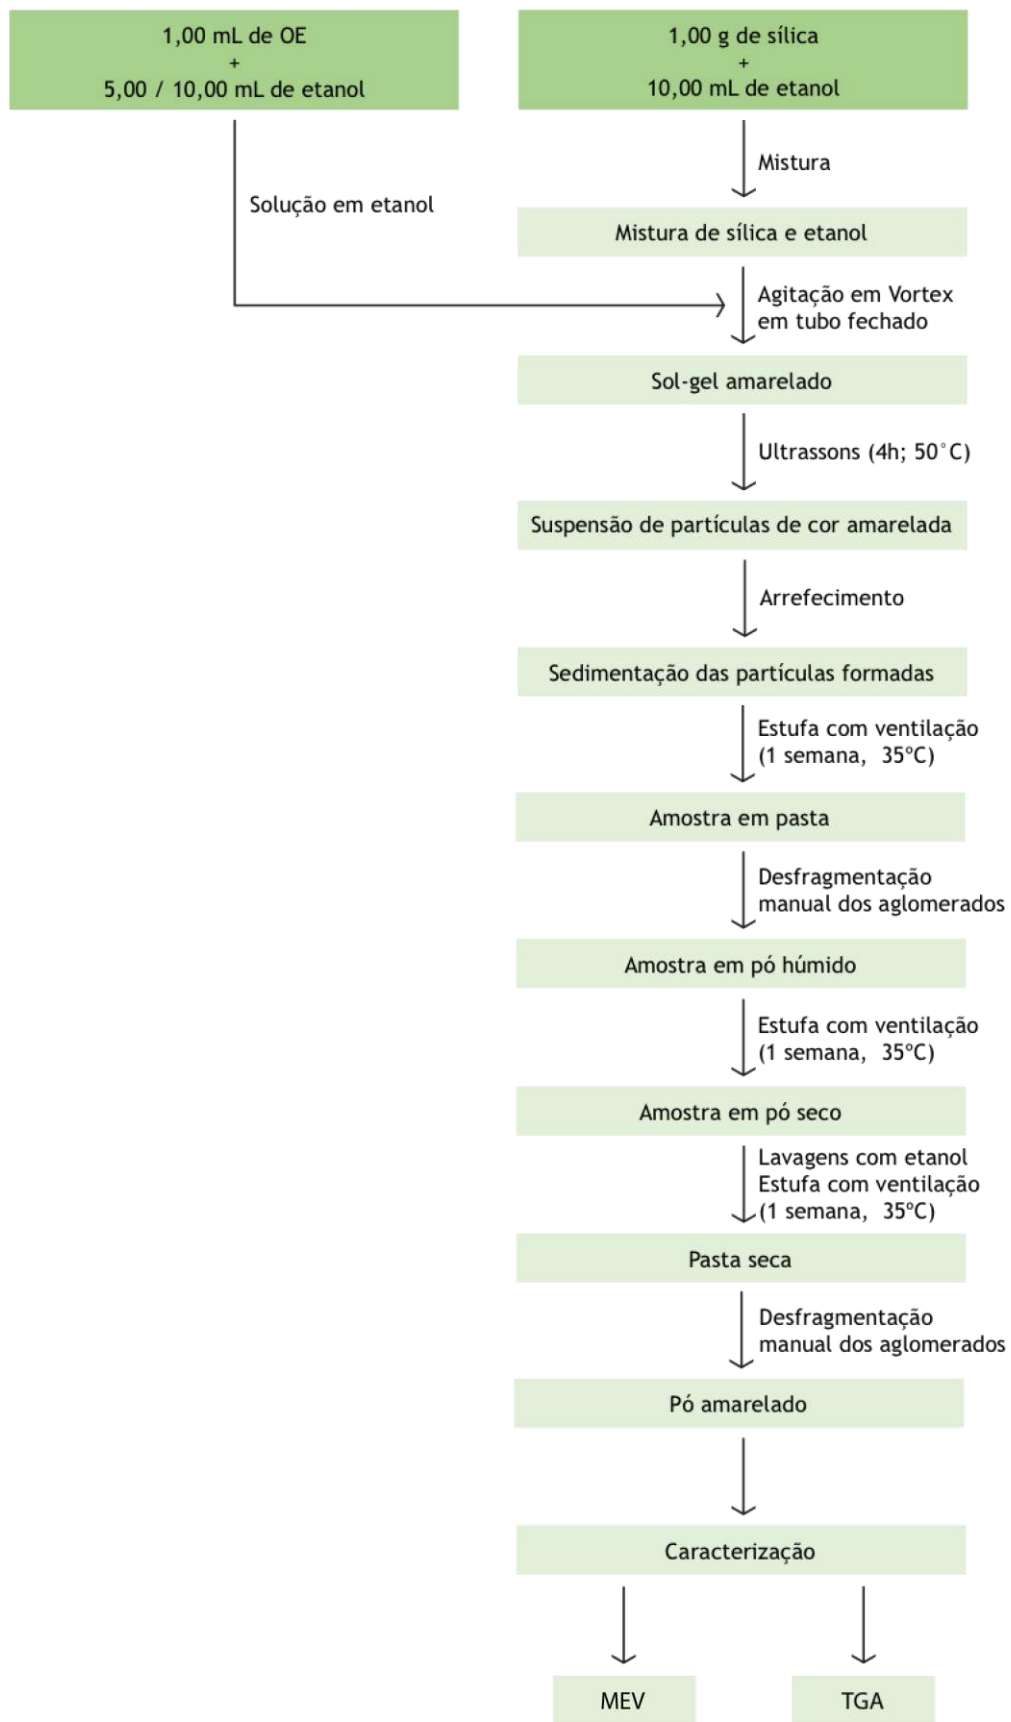 1,00 mL de OE
+
5,00 / 10,00 mL de etanol
1,00 g de sílica
+
10,00 mL de etanol
Mistura
Solução em etanol
Mistura de sílica e etanol
Agitação em Vortex
em tubo fechado
Sol-gel amarelado
Ultrassons (4h; 50°C)
Suspensão de partículas de cor amarelada
Arrefecimento
Sedimentação das partículas formadas
Estufa com ventilação
(1 semana, 35ºC)
Amostra em pasta
Desfragmentação
manual dos aglomerados
Amostra em pó húmido
Estufa com ventilação
(1 semana, 35ºC)
Amostra em pó seco
Lavagens com etanol
Estufa com ventilação
(1 semana, 35ºC)
Pasta seca
Desfragmentação
manual dos aglomerados
Pó amarelado
Caracterização
MEV
TGA